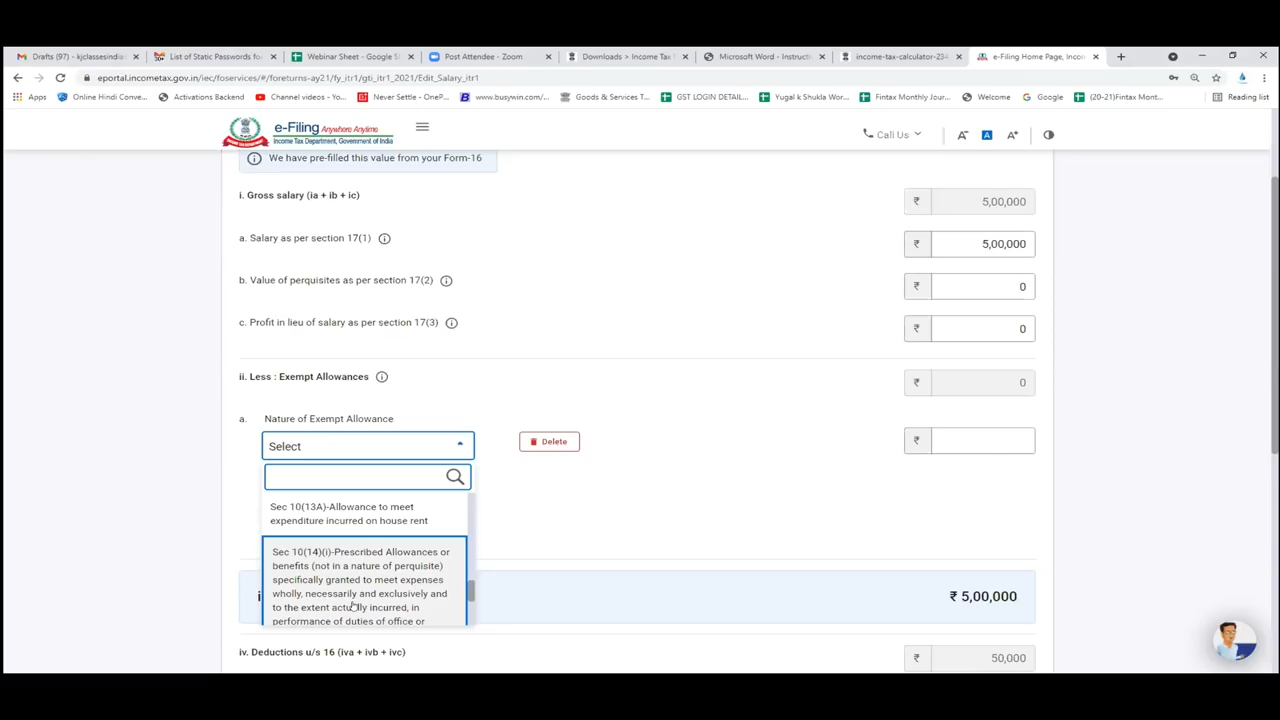 Drafts (97) - kjclassesindia
List of Static Passwords fo
Webinar Sheet - Google S
Post Attendee - Zoom
Downloads > Income Tax
Microsoft Word - Instructi
income-tax-calculator-234
e-Filing Home Page, Incom
eportal.incometax.gov.in/iec/foservices/#/foreturns-ay21/fy_itr1/gti_itr1_2021/Edit_Salary_itr1
Apps
Online Hindi Conve...
Activations Backend
Channel videos - Yo...
Never Settle - OneP...
www.busywin.com/...
Goods & Services T...
GST LOGIN DETAIL...
Yugal k Shukla Wor...
Fintax Monthly Jour...
Welcome
Google
(20-21)Fintax Mont...
Reading list
e-Filing Anywhere Anytime
Income Tax Department, Government of India
Call Us
A-
A
A+
We have pre-filled this value from your Form-16
i. Gross salary (ia + ib + ic)
₹ 5,00,000
a. Salary as per section 17(1)
₹ 5,00,000
b. Value of perquisites as per section 17(2)
₹ 0
c. Profit in lieu of salary as per section 17(3)
₹ 0
ii. Less : Exempt Allowances
₹ 0
a. Nature of Exempt Allowance
Select
Delete
₹
Sec 10(13A)-Allowance to meet
expenditure incurred on house rent
Sec 10(14)(i)-Prescribed Allowances or
benefits (not in a nature of perquisite)
specifically granted to meet expenses
wholly, necessarily and exclusively and
to the extent actually incurred, in
performance of duties of office or
i
₹ 5,00,000
iv. Deductions u/s 16 (iva + ivb + ivc)
₹ 50,000